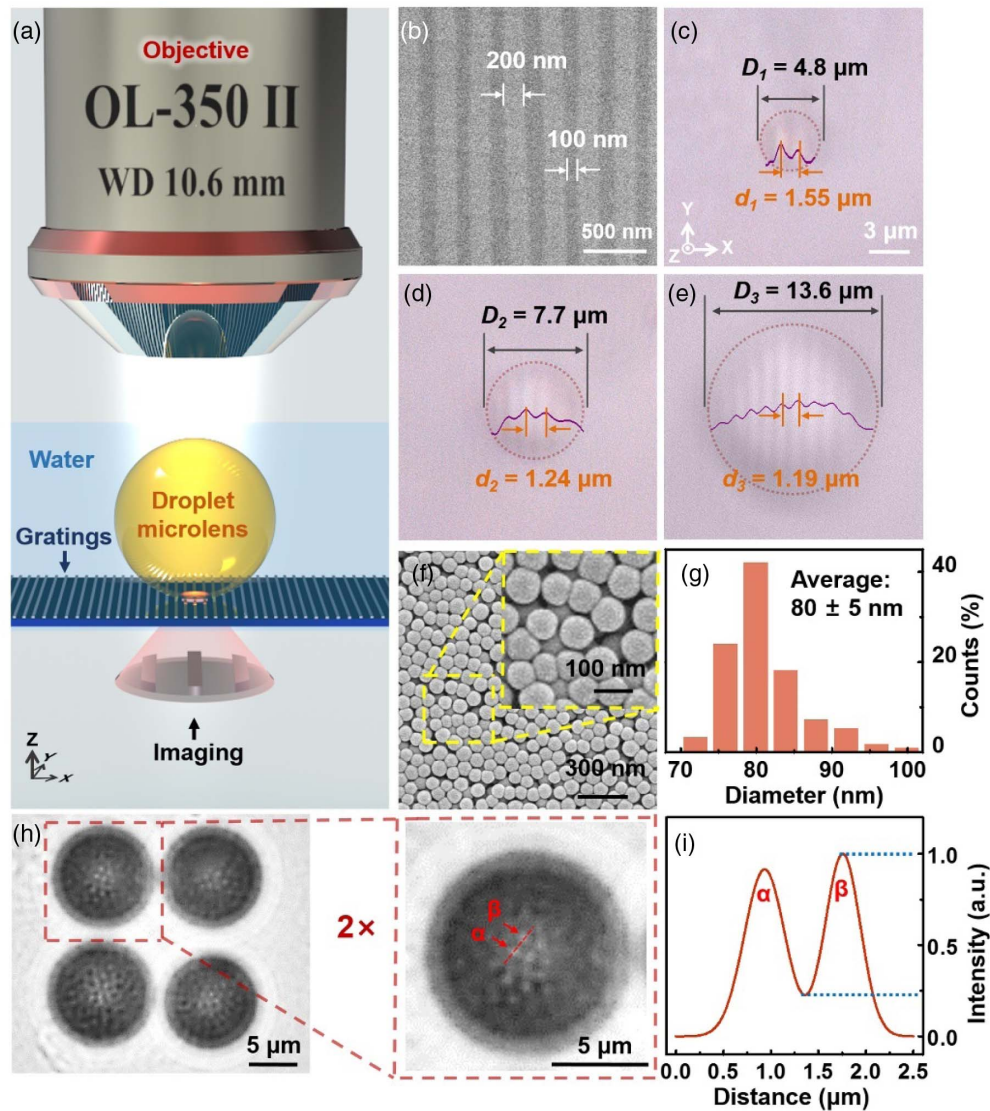 (a)
Objective
OL-350 II
WD 10.6 mm
Water
Droplet
microlens
Gratings
Imaging
Z
Y
X
(b)
200 nm
100 nm
500 nm
(c)
D1 = 4.8 µm
d1 = 1.55 µm
Y
Z X
3 µm
(d)
D2 = 7.7 µm
d2 = 1.24 µm
(e)
D3 = 13.6 µm
d3 = 1.19 µm
(f)
100 nm
300 nm
(g)
Average:
80 ± 5 nm
40
20
0
Counts (%)
70 80 90 100
Diameter (nm)
(h)
5 µm
2×
β
α
5 µm
(i)
α
β
1.0
0.5
0.0
Intensity (a.u.)
0.0 0.5 1.0 1.5 2.0 2.5
Distance (µm)